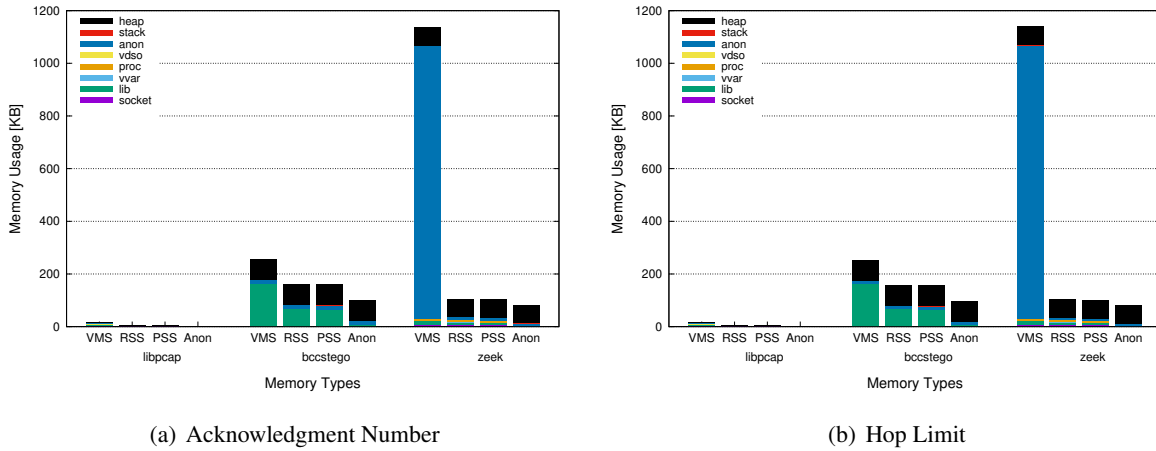 1200
1000
800
600
400
200
0
Memory Usage [KB]
heap
stack
anon
vdso
proc
vvar
lib
socket
VMS RSS PSS Anon VMS RSS PSS Anon VMS RSS PSS Anon
libpcap bccstego zeek
Memory Types
(a) Acknowledgment Number
1200
1000
800
600
400
200
0
Memory Usage [KB]
heap
stack
anon
vdso
proc
vvar
lib
socket
VMS RSS PSS Anon VMS RSS PSS Anon VMS RSS PSS Anon
libpcap bccstego zeek
Memory Types
(b) Hop Limit